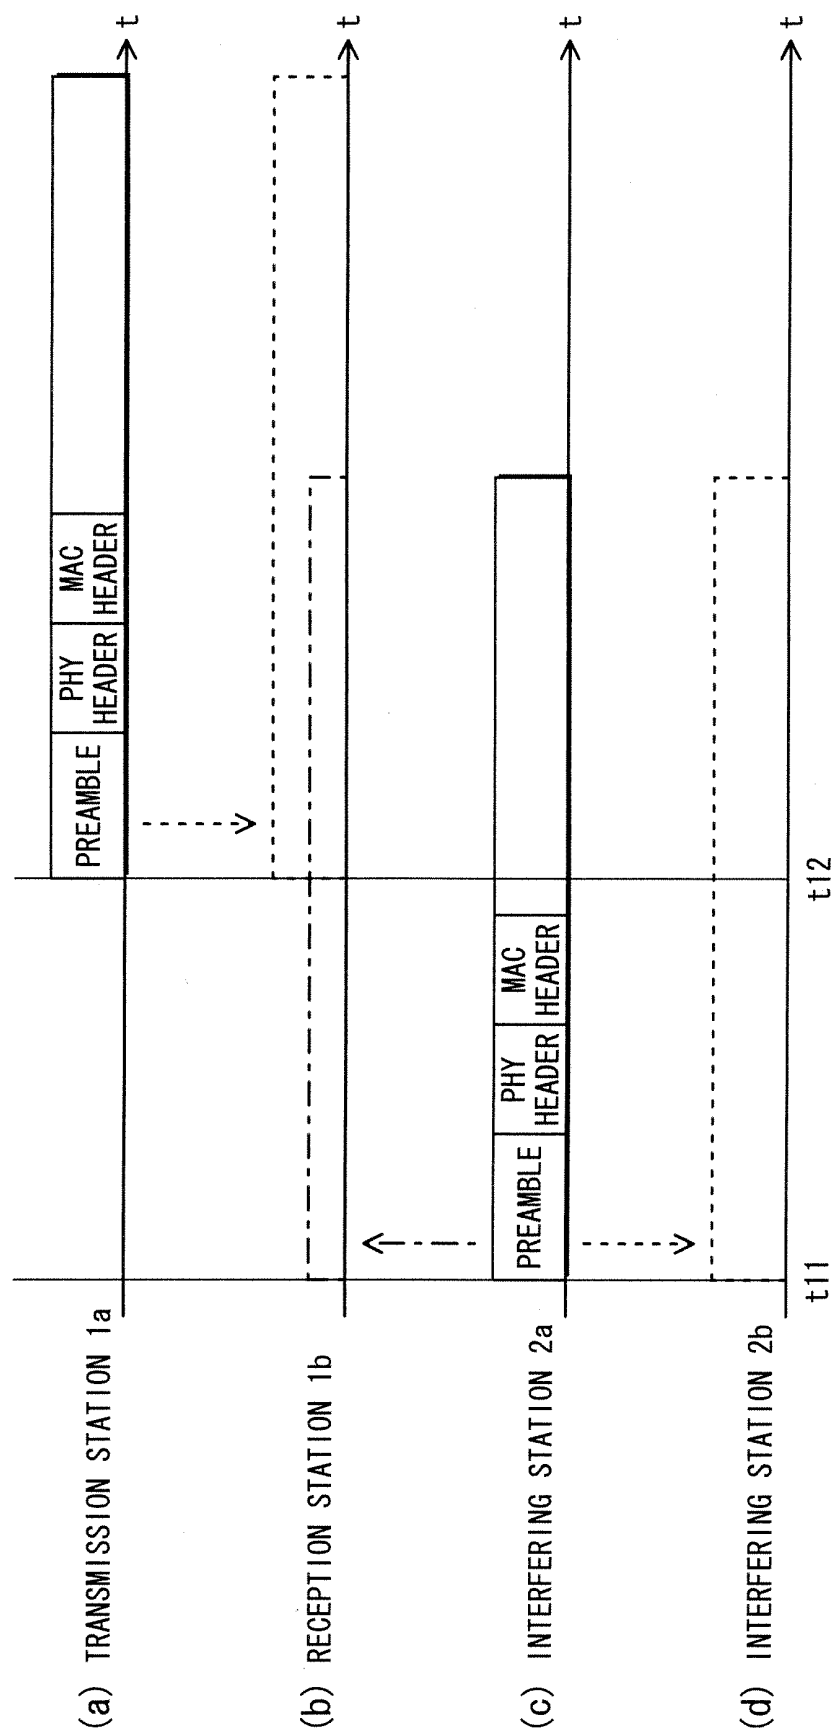 (a) TRANSMISSION STATION 1a
PREAMBLE
PHY
HEADER
MAC
HEADER
t
(b) RECEPTION STATION 1b
t
(c) INTERFERING STATION 2a
PREAMBLE
PHY
HEADER
MAC
HEADER
t
(d) INTERFERING STATION 2b
t
t11
t12